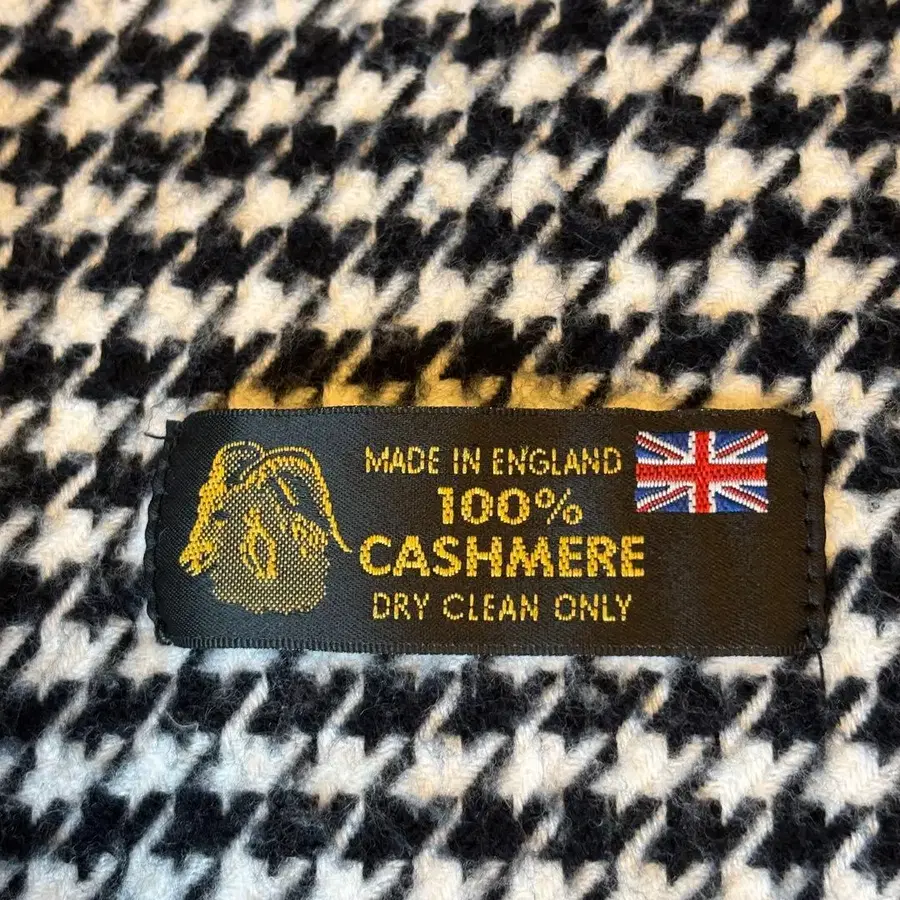 MADE IN ENGLAND
100%
CASHMERE
DRY CLEAN ONLY